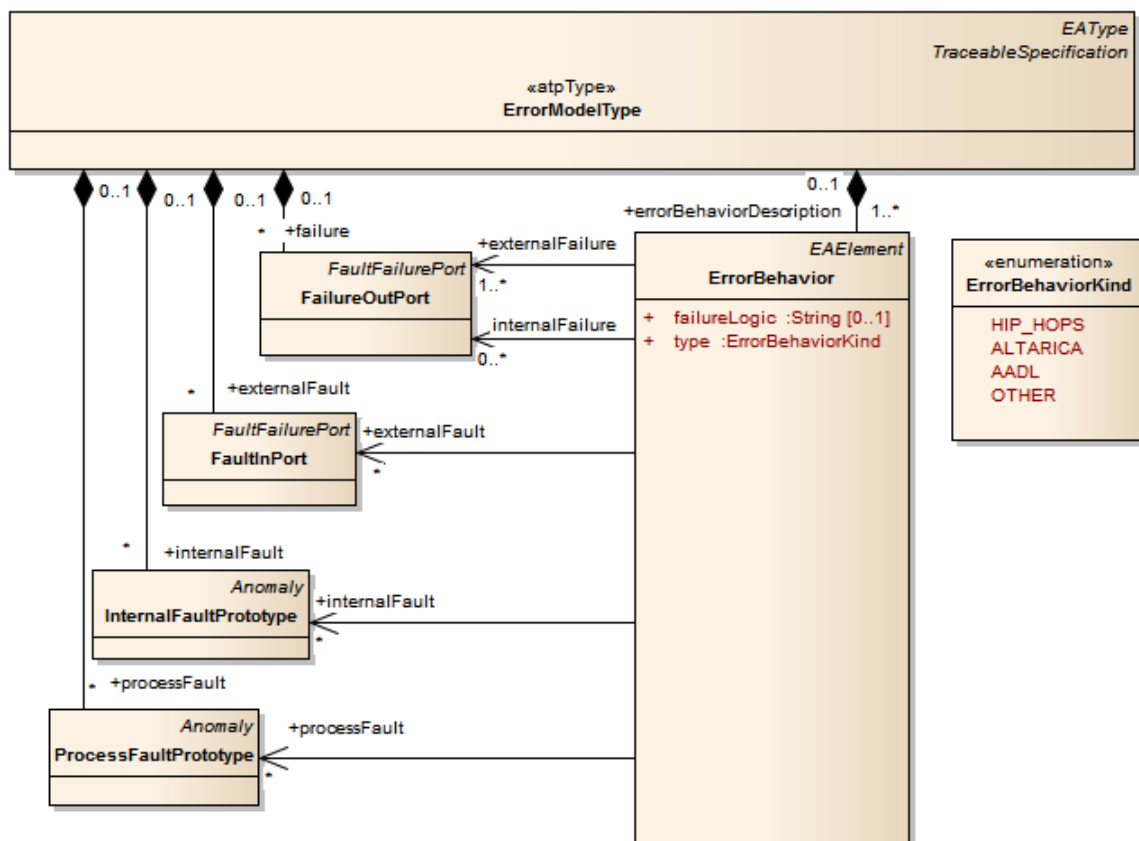 EAType
TraceableSpecification
«atpType»
ErrorModelType
0..1
0..1
0..1
0..1
0..1
+errorBehaviorDescription
1..*
* +failure
FaultFailurePort
FailureOutPort
+externalFailure
1..*
internalFailure
0..*
EAElement
ErrorBehavior
+ failureLogic :String [0..1]
+ type :ErrorBehaviorKind
«enumeration»
ErrorBehaviorKind
HIP_HOPS
ALTARICA
AADL
OTHER
* +externalFault
FaultFailurePort
FaultInPort
+externalFault
*
* +internalFault
Anomaly
InternalFaultPrototype
+internalFault
*
* +processFault
Anomaly
ProcessFaultPrototype
+processFault
*